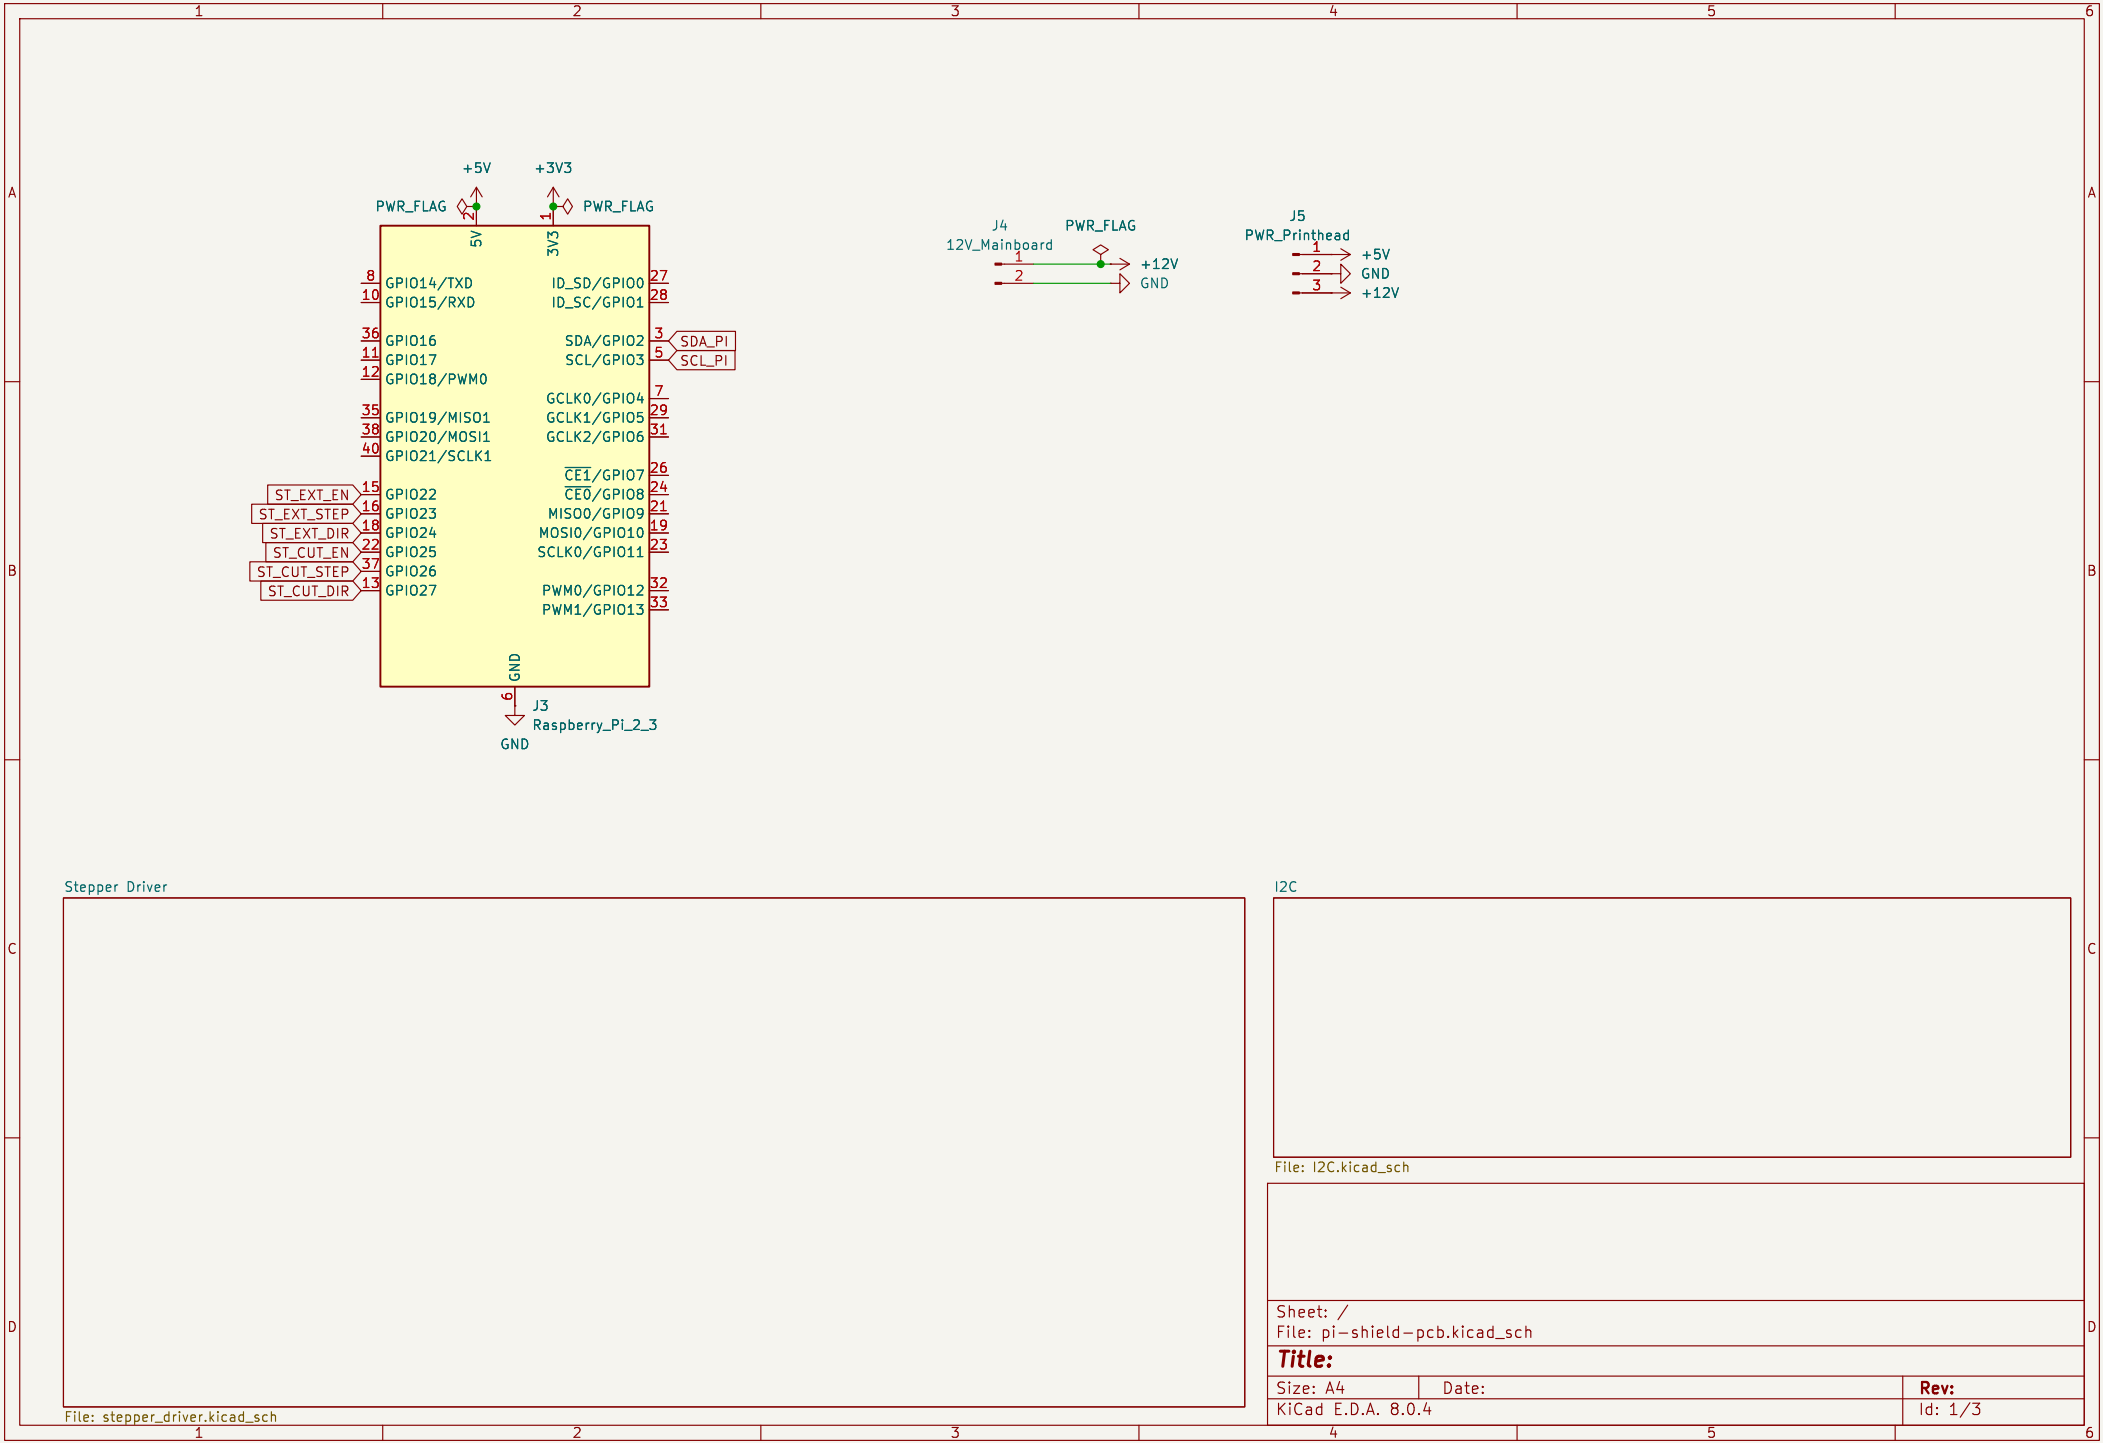 1 2 3 4 5 6
A A
B B
C C
D D
+5V +3V3
PWR_FLAG PWR_FLAG
2 1
5V 3V3
8 GPIO14/TXD
10 GPIO15/RXD
36 GPIO16
11 GPIO17
12 GPIO18/PWM0
35 GPIO19/MISO1
38 GPIO20/MOSI1
40 GPIO21/SCLK1
ST_EXT_EN 15 GPIO22
ST_EXT_STEP 16 GPIO23
ST_EXT_DIR 18 GPIO24
ST_CUT_EN 22 GPIO25
ST_CUT_STEP 37 GPIO26
ST_CUT_DIR 13 GPIO27
ID_SD/GPIO0 27
ID_SC/GPIO1 28
SDA/GPIO2 3 SDA_PI
SCL/GPIO3 5 SCL_PI
GCLK0/GPIO4 7
GCLK1/GPIO5 29
GCLK2/GPIO6 31
CE1/GPIO7 26
CE0/GPIO8 24
MISO0/GPIO9 21
MOSI0/GPIO10 19
SCLK0/GPIO11 23
PWM0/GPIO12 32
PWM1/GPIO13 33
GND
6
J3
Raspberry_Pi_2_3
GND
J4
12V_Mainboard
PWR_FLAG
1 +12V
2 GND
J5
PWR_Printhead
1 +5V
2 GND
3 +12V
Stepper Driver
File: stepper_driver.kicad_sch
I2C
File: I2C.kicad_sch
Sheet: /
File: pi-shield-pcb.kicad_sch
Title:
Size: A4 Date: Rev:
KiCad E.D.A. 8.0.4 Id: 1/3
1 2 3 4 5 6